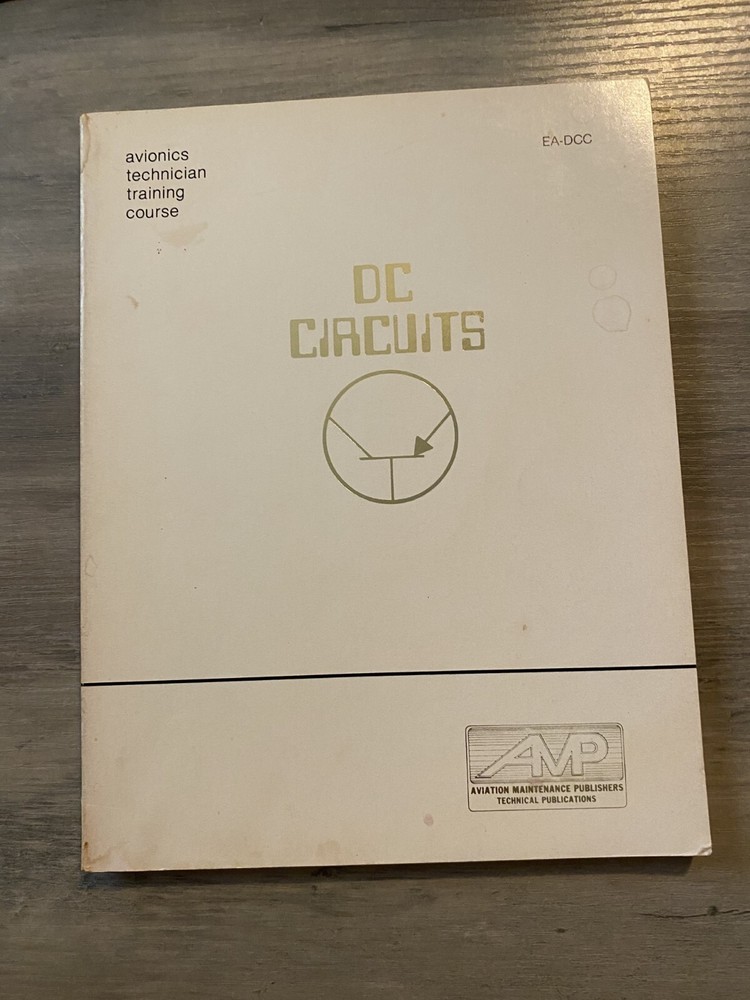 avionics
technician
training
course
EA-DCC
DC
CIRCUITS
AMP
AVIATION MAINTENANCE PUBLISHERS
TECHNICAL PUBLICATIONS